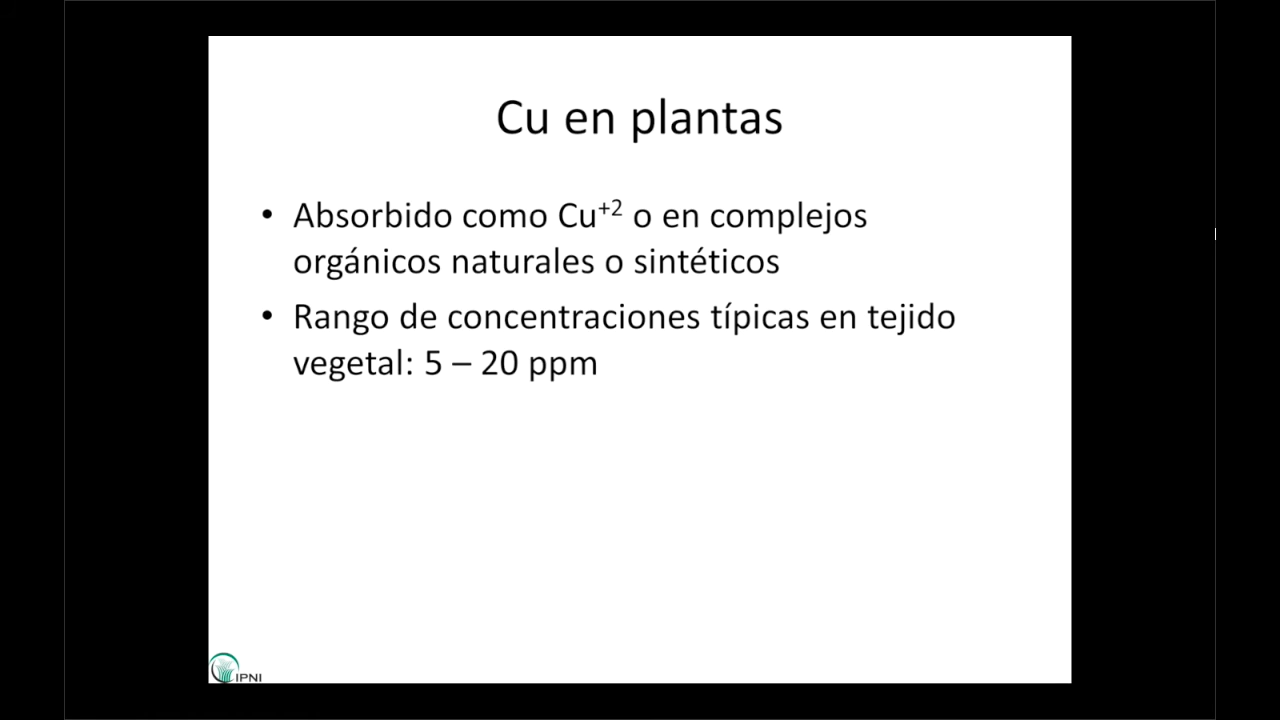 Cu en plantas
• Absorbido como Cu⁺² o en complejos
orgánicos naturales o sintéticos
• Rango de concentraciones típicas en tejido
vegetal: 5 – 20 ppm
IPNI